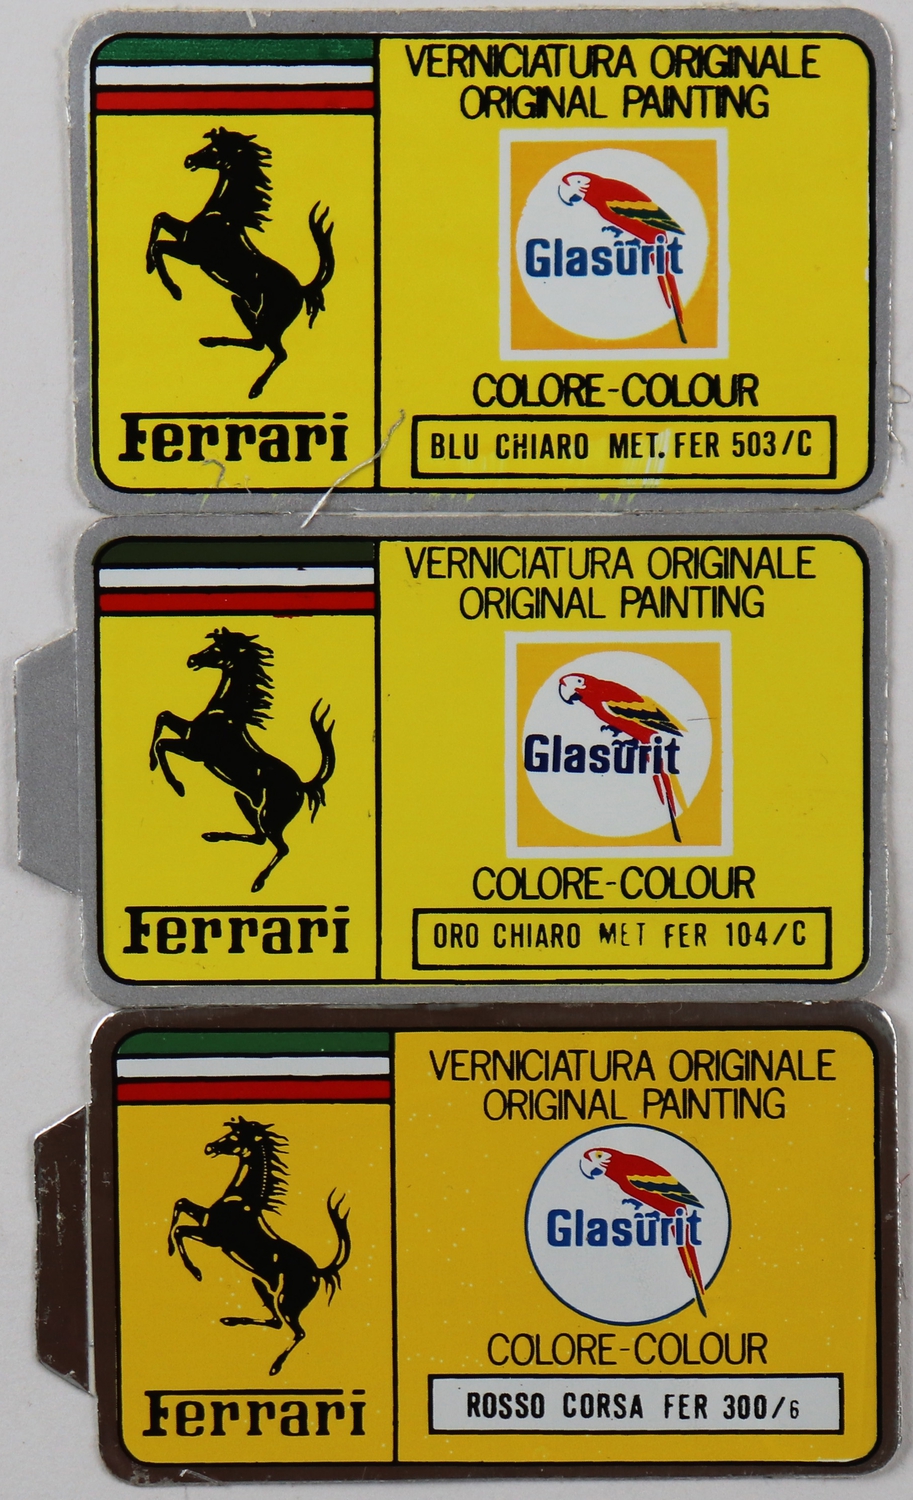 VERNICIATURA ORIGINALE
ORIGINAL PAINTING
Glasurit
COLORE-COLOUR
BLU CHIARO MET. FER 503/C
Ferrari
VERNICIATURA ORIGINALE
ORIGINAL PAINTING
Glasurit
COLORE-COLOUR
ORO CHIARO MET FER 104/C
Ferrari
VERNICIATURA ORIGINALE
ORIGINAL PAINTING
Glasurit
COLORE-COLOUR
ROSSO CORSA FER 300/6
Ferrari